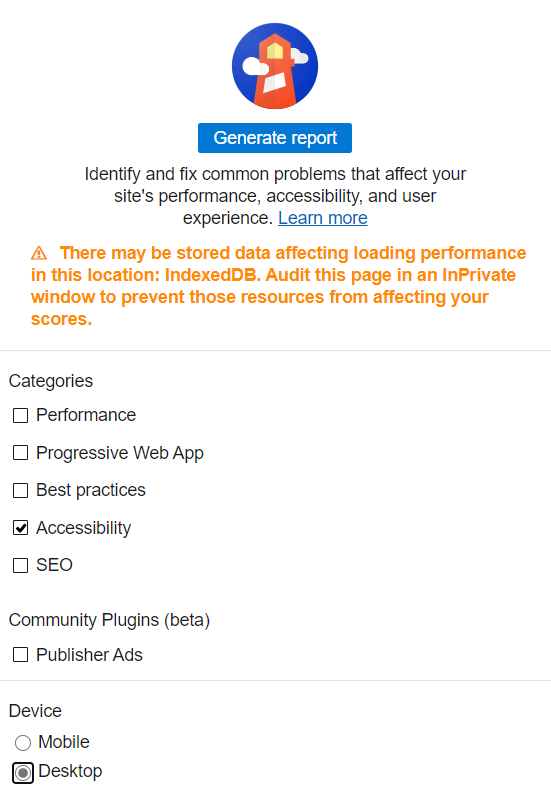 Generate report
Identify and fix common problems that affect your
site's performance, accessibility, and user
experience. Learn more
There may be stored data affecting loading performance
in this location: IndexedDB. Audit this page in an InPrivate
window to prevent those resources from affecting your
scores.
Categories
Performance
Progressive Web App
Best practices
Accessibility
SEO
Community Plugins (beta)
Publisher Ads
Device
Mobile
Desktop